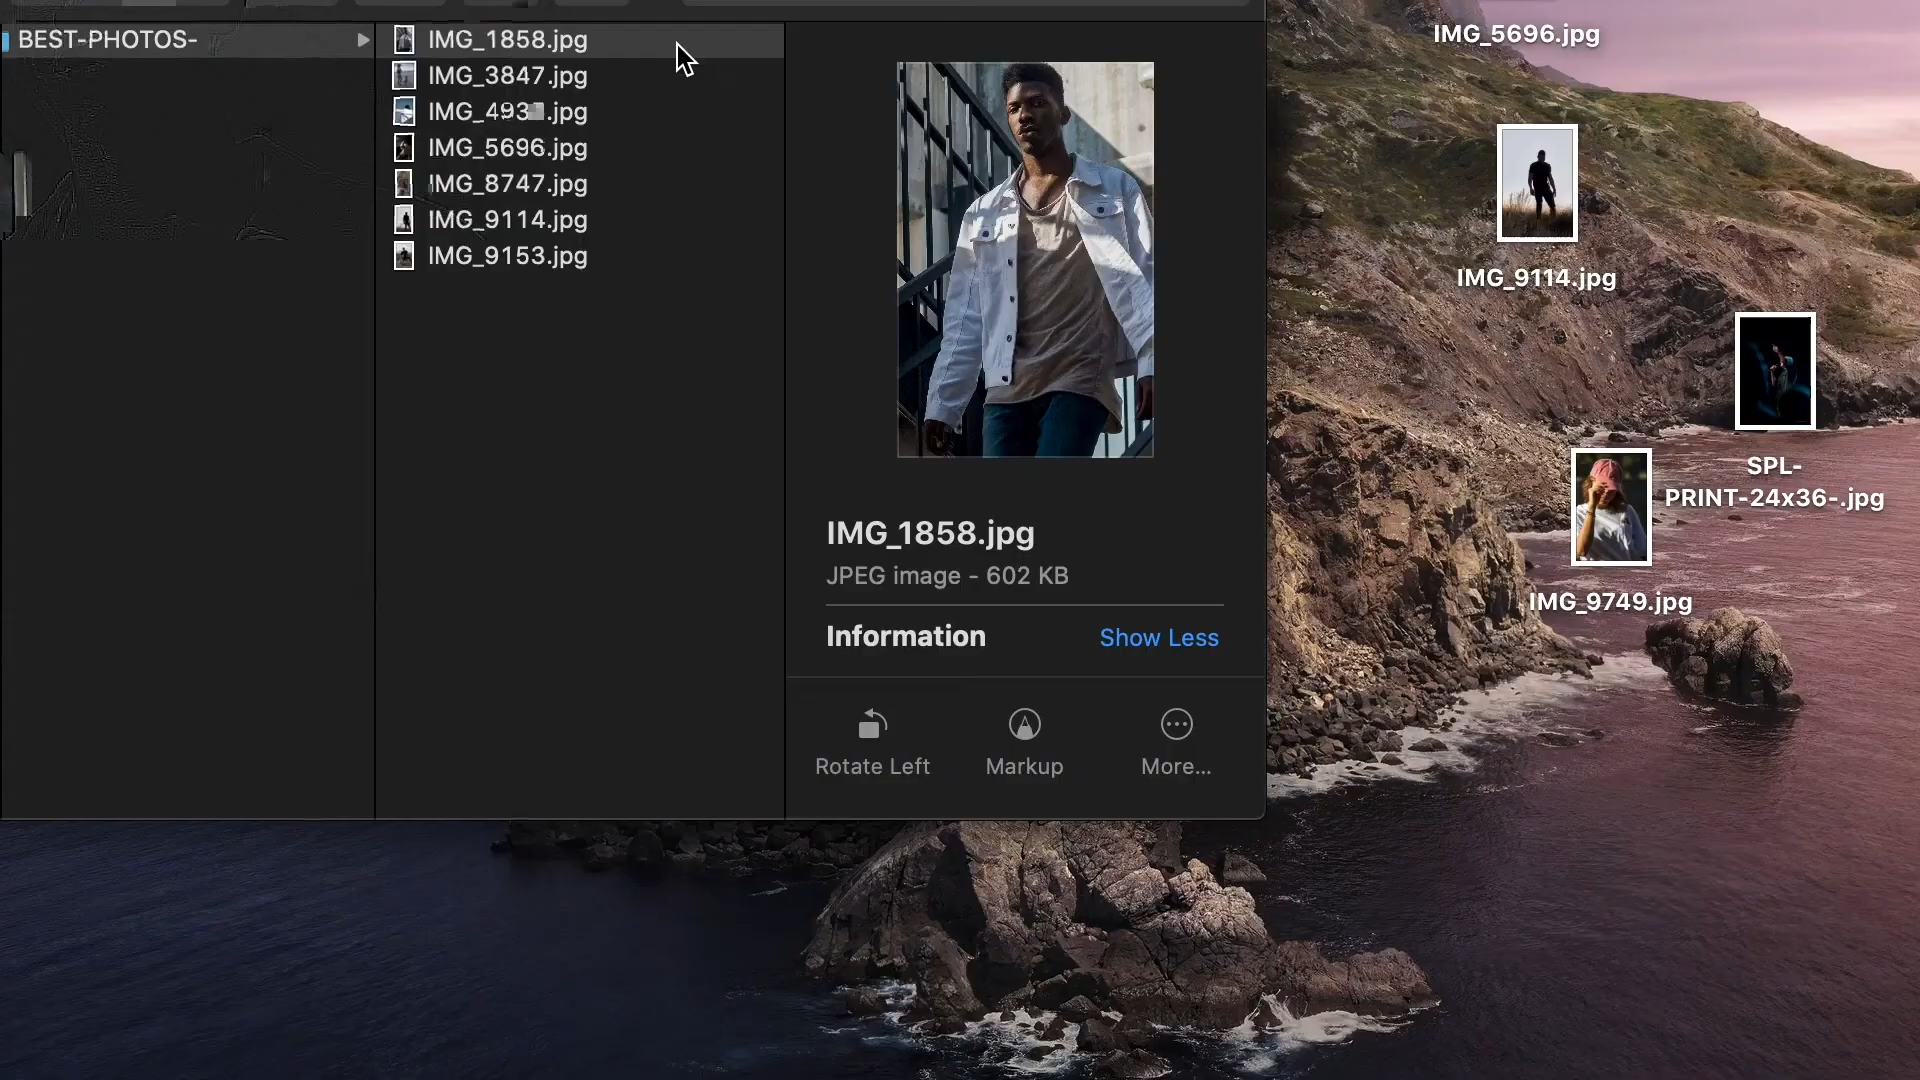 BEST-PHOTOS-
IMG_1858.jpg
IMG_3847.jpg
IMG_5696.jpg
IMG_8747.jpg
IMG_9114.jpg
IMG_9153.jpg
IMG_1858.jpg
JPEG image - 602 KB
Information
Show Less
Rotate Left
Markup
More...
IMG_5696.jpg
IMG_9114.jpg
SPL-
PRINT-24x36-.jpg
IMG_9749.jpg